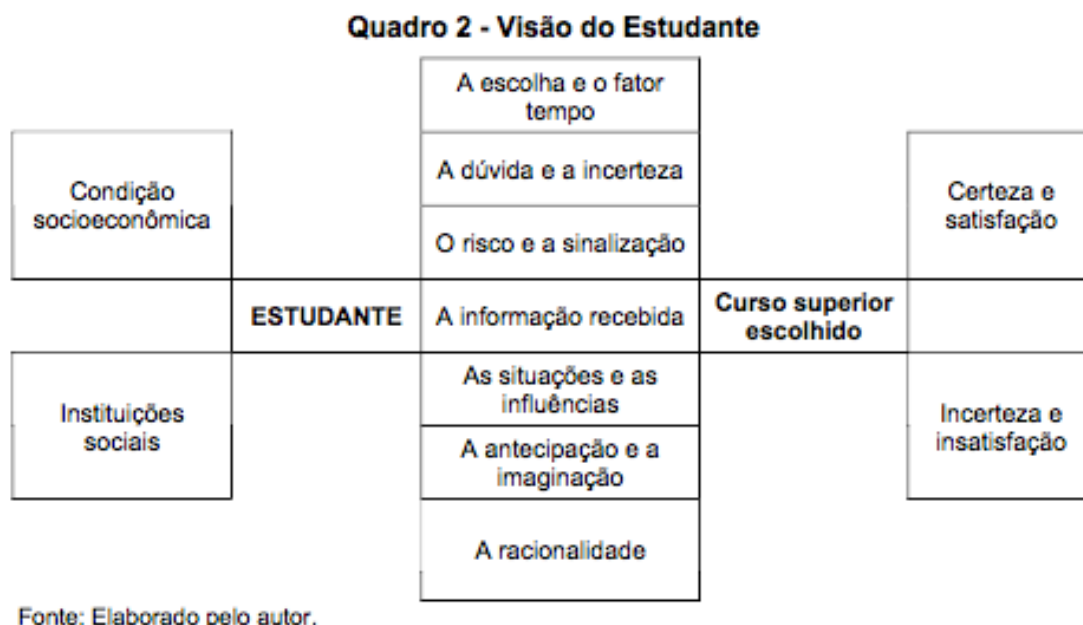 Quadro 2 - Visão do Estudante
A escolha e o fator
tempo
Condição
socioeconômica
A dúvida e a incerteza
Certeza e
satisfação
O risco e a sinalização
ESTUDANTE
A informação recebida
Curso superior
escolhido
Instituições
sociais
As situações e as
influências
Incerteza e
insatisfação
A antecipação e a
imaginação
A racionalidade
Fonte: Elaborado pelo autor.